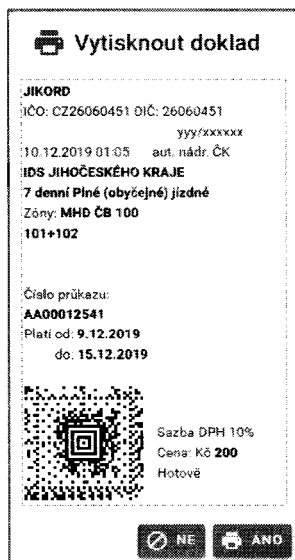 Vytisknout doklad
JIKORD
IČO: CZ26060451 DIČ: 26060451
yyy/xxxxxx
10.12.2019 01:05 aut. nádr. ČK
IDS JIHOČESKÉHO KRAJE
7 denní Plné (obyčejné) jízdné
Zóny: MHD ČB 100
101+102
Číslo průkazu:
AA00012541
Platí od: 9.12.2019
do: 15.12.2019
Sazba DPH 10%
Cena: Kč 200
Hotově
NE ANO